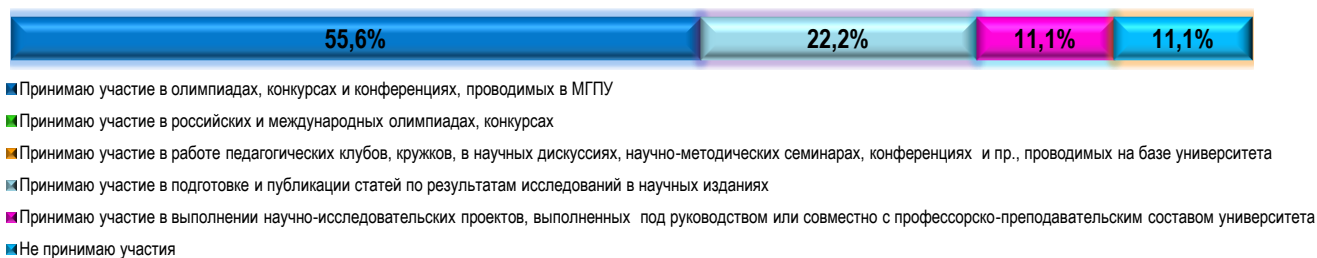 55,6% 22,2% 11,1% 11,1%
Принимаю участие в олимпиадах, конкурсах и конференциях, проводимых в МГПУ
Принимаю участие в российских и международных олимпиадах, конкурсах
Принимаю участие в работе педагогических клубов, кружков, в научных дискуссиях, научно-методических семинарах, конференциях и пр., проводимых на базе университета
Принимаю участие в подготовке и публикации статей по результатам исследований в научных изданиях
Принимаю участие в выполнении научно-исследовательских проектов, выполненных под руководством или совместно с профессорско-преподавательским составом университета
Не принимаю участия